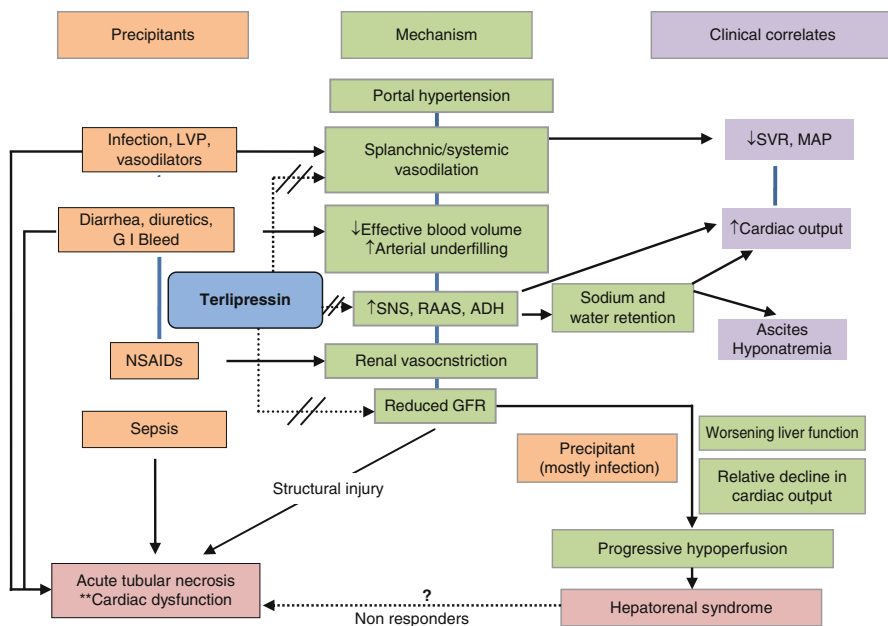 Precipitants
Mechanism
Clinical correlates
Portal hypertension
Infection, LVP,
vasodilators
Splanchnic/systemic
vasodilation
↓SVR, MAP
Diarrhea, diuretics,
G I Bleed
↓Effective blood volume
↑Arterial underfilling
↑Cardiac output
Terlipressin
↑SNS, RAAS, ADH
Sodium and
water retention
Ascites
Hyponatremia
NSAIDs
Renal vasocnstriction
Reduced GFR
Sepsis
Precipitant
(mostly infection)
Worsening liver function
Relative decline in
cardiac output
Structural injury
Progressive hypoperfusion
Acute tubular necrosis
**Cardiac dysfunction
?
Non responders
Hepatorenal syndrome